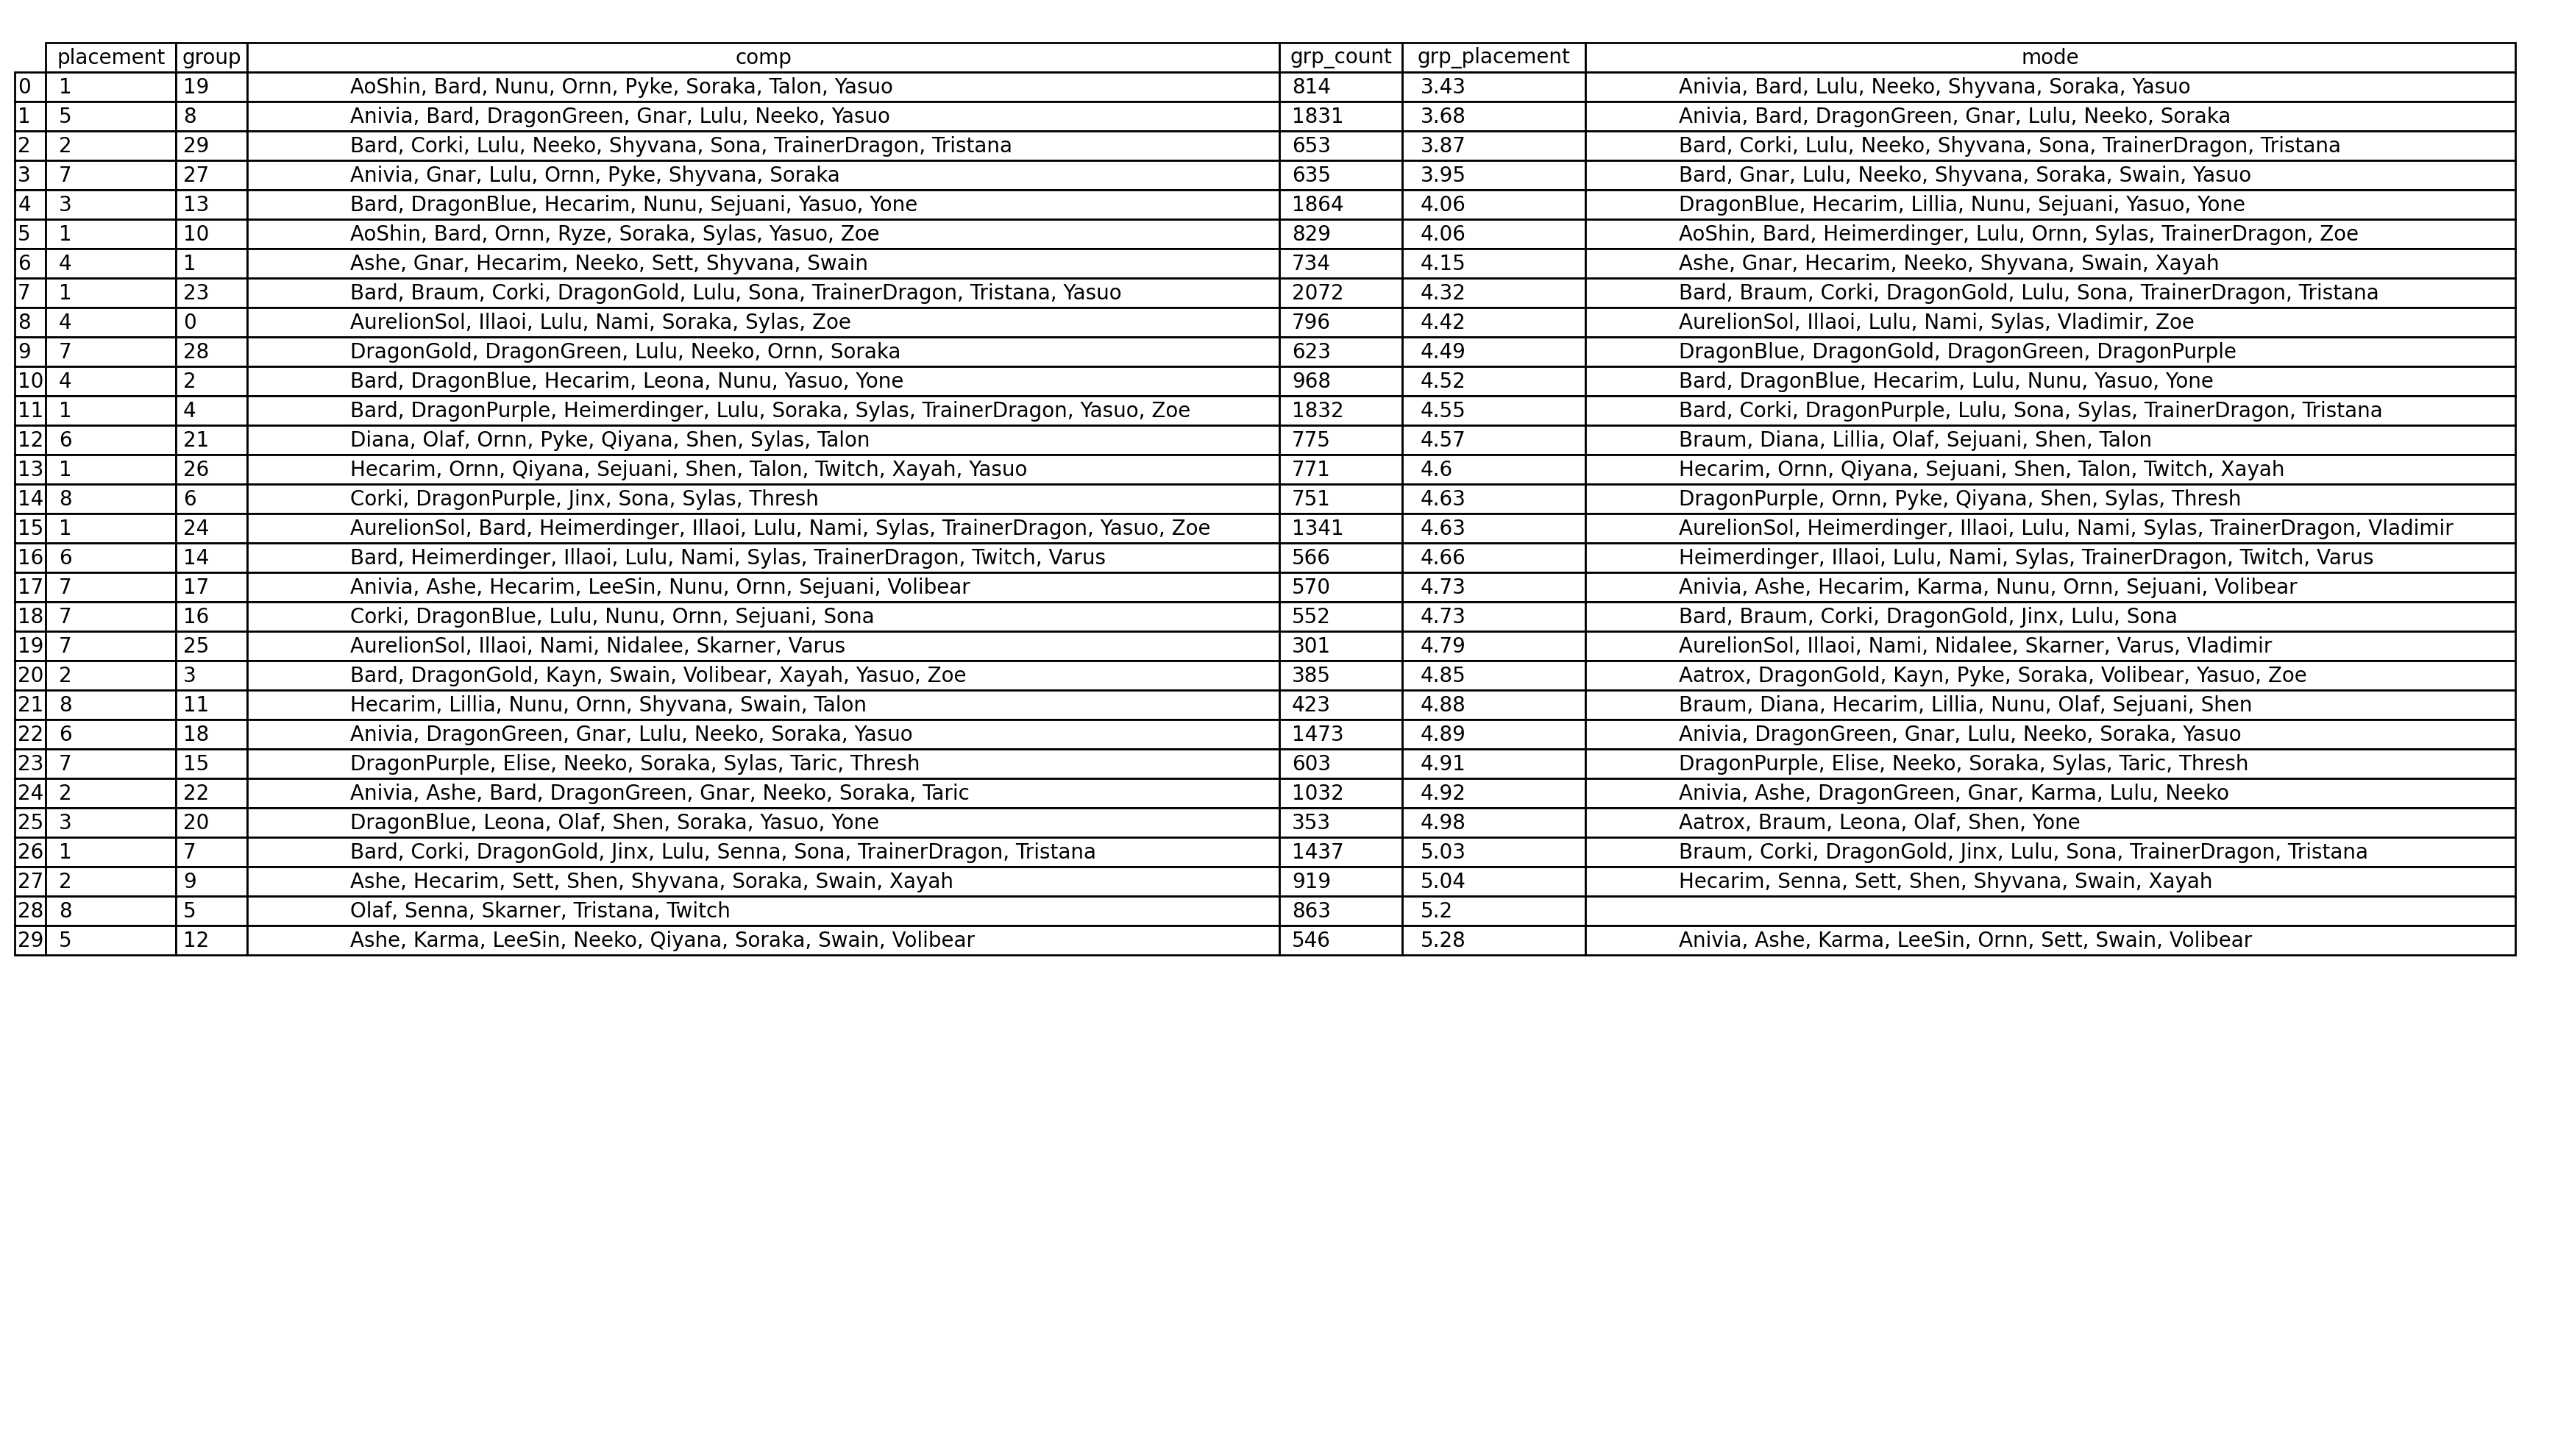 placement group comp grp_count grp_placement mode
0 1 19 AoShin, Bard, Nunu, Ornn, Pyke, Soraka, Talon, Yasuo 814 3.43 Anivia, Bard, Lulu, Neeko, Shyvana, Soraka, Yasuo
1 5 8 Anivia, Bard, DragonGreen, Gnar, Lulu, Neeko, Yasuo 1831 3.68 Anivia, Bard, DragonGreen, Gnar, Lulu, Neeko, Soraka
2 2 29 Bard, Corki, Lulu, Neeko, Shyvana, Sona, TrainerDragon, Tristana 653 3.87 Bard, Corki, Lulu, Neeko, Shyvana, Sona, TrainerDragon, Tristana
3 7 27 Anivia, Gnar, Lulu, Ornn, Pyke, Shyvana, Soraka 635 3.95 Bard, Gnar, Lulu, Neeko, Shyvana, Soraka, Swain, Yasuo
4 3 13 Bard, DragonBlue, Hecarim, Nunu, Sejuani, Yasuo, Yone 1864 4.06 DragonBlue, Hecarim, Lillia, Nunu, Sejuani, Yasuo, Yone
5 1 10 AoShin, Bard, Ornn, Ryze, Soraka, Sylas, Yasuo, Zoe 829 4.06 AoShin, Bard, Heimerdinger, Lulu, Ornn, Sylas, TrainerDragon, Zoe
6 4 1 Ashe, Gnar, Hecarim, Neeko, Sett, Shyvana, Swain 734 4.15 Ashe, Gnar, Hecarim, Neeko, Shyvana, Swain, Xayah
7 1 23 Bard, Braum, Corki, DragonGold, Lulu, Sona, TrainerDragon, Tristana, Yasuo 2072 4.32 Bard, Braum, Corki, DragonGold, Lulu, Sona, TrainerDragon, Tristana
8 4 0 AurelionSol, Illaoi, Lulu, Nami, Soraka, Sylas, Zoe 796 4.42 AurelionSol, Illaoi, Lulu, Nami, Sylas, Vladimir, Zoe
9 7 28 DragonGold, DragonGreen, Lulu, Neeko, Ornn, Soraka 623 4.49 DragonBlue, DragonGold, DragonGreen, DragonPurple
10 4 2 Bard, DragonBlue, Hecarim, Leona, Nunu, Yasuo, Yone 968 4.52 Bard, DragonBlue, Hecarim, Lulu, Nunu, Yasuo, Yone
11 1 4 Bard, DragonPurple, Heimerdinger, Lulu, Soraka, Sylas, TrainerDragon, Yasuo, Zoe 1832 4.55 Bard, Corki, DragonPurple, Lulu, Sona, Sylas, TrainerDragon, Tristana
12 6 21 Diana, Olaf, Ornn, Pyke, Qiyana, Shen, Sylas, Talon 775 4.57 Braum, Diana, Lillia, Olaf, Sejuani, Shen, Talon
13 1 26 Hecarim, Ornn, Qiyana, Sejuani, Shen, Talon, Twitch, Xayah, Yasuo 771 4.6 Hecarim, Ornn, Qiyana, Sejuani, Shen, Talon, Twitch, Xayah
14 8 6 Corki, DragonPurple, Jinx, Sona, Sylas, Thresh 751 4.63 DragonPurple, Ornn, Pyke, Qiyana, Shen, Sylas, Thresh
15 1 24 AurelionSol, Bard, Heimerdinger, Illaoi, Lulu, Nami, Sylas, TrainerDragon, Yasuo, Zoe 1341 4.63 AurelionSol, Heimerdinger, Illaoi, Lulu, Nami, Sylas, TrainerDragon, Vladimir
16 6 14 Bard, Heimerdinger, Illaoi, Lulu, Nami, Sylas, TrainerDragon, Twitch, Varus 566 4.66 Heimerdinger, Illaoi, Lulu, Nami, Sylas, TrainerDragon, Twitch, Varus
17 7 17 Anivia, Ashe, Hecarim, LeeSin, Nunu, Ornn, Sejuani, Volibear 570 4.73 Anivia, Ashe, Hecarim, Karma, Nunu, Ornn, Sejuani, Volibear
18 7 16 Corki, DragonBlue, Lulu, Nunu, Ornn, Sejuani, Sona 552 4.73 Bard, Braum, Corki, DragonGold, Jinx, Lulu, Sona
19 7 25 AurelionSol, Illaoi, Nami, Nidalee, Skarner, Varus 301 4.79 AurelionSol, Illaoi, Nami, Nidalee, Skarner, Varus, Vladimir
20 2 3 Bard, DragonGold, Kayn, Swain, Volibear, Xayah, Yasuo, Zoe 385 4.85 Aatrox, DragonGold, Kayn, Pyke, Soraka, Volibear, Yasuo, Zoe
21 8 11 Hecarim, Lillia, Nunu, Ornn, Shyvana, Swain, Talon 423 4.88 Braum, Diana, Hecarim, Lillia, Nunu, Olaf, Sejuani, Shen
22 6 18 Anivia, DragonGreen, Gnar, Lulu, Neeko, Soraka, Yasuo 1473 4.89 Anivia, DragonGreen, Gnar, Lulu, Neeko, Soraka, Yasuo
23 7 15 DragonPurple, Elise, Neeko, Soraka, Sylas, Taric, Thresh 603 4.91 DragonPurple, Elise, Neeko, Soraka, Sylas, Taric, Thresh
24 2 22 Anivia, Ashe, Bard, DragonGreen, Gnar, Neeko, Soraka, Taric 1032 4.92 Anivia, Ashe, DragonGreen, Gnar, Karma, Lulu, Neeko
25 3 20 DragonBlue, Leona, Olaf, Shen, Soraka, Yasuo, Yone 353 4.98 Aatrox, Braum, Leona, Olaf, Shen, Yone
26 1 7 Bard, Corki, DragonGold, Jinx, Lulu, Senna, Sona, TrainerDragon, Tristana 1437 5.03 Braum, Corki, DragonGold, Jinx, Lulu, Sona, TrainerDragon, Tristana
27 2 9 Ashe, Hecarim, Sett, Shen, Shyvana, Soraka, Swain, Xayah 919 5.04 Hecarim, Senna, Sett, Shen, Shyvana, Swain, Xayah
28 8 5 Olaf, Senna, Skarner, Tristana, Twitch 863 5.2
29 5 12 Ashe, Karma, LeeSin, Neeko, Qiyana, Soraka, Swain, Volibear 546 5.28 Anivia, Ashe, Karma, LeeSin, Ornn, Sett, Swain, Volibear